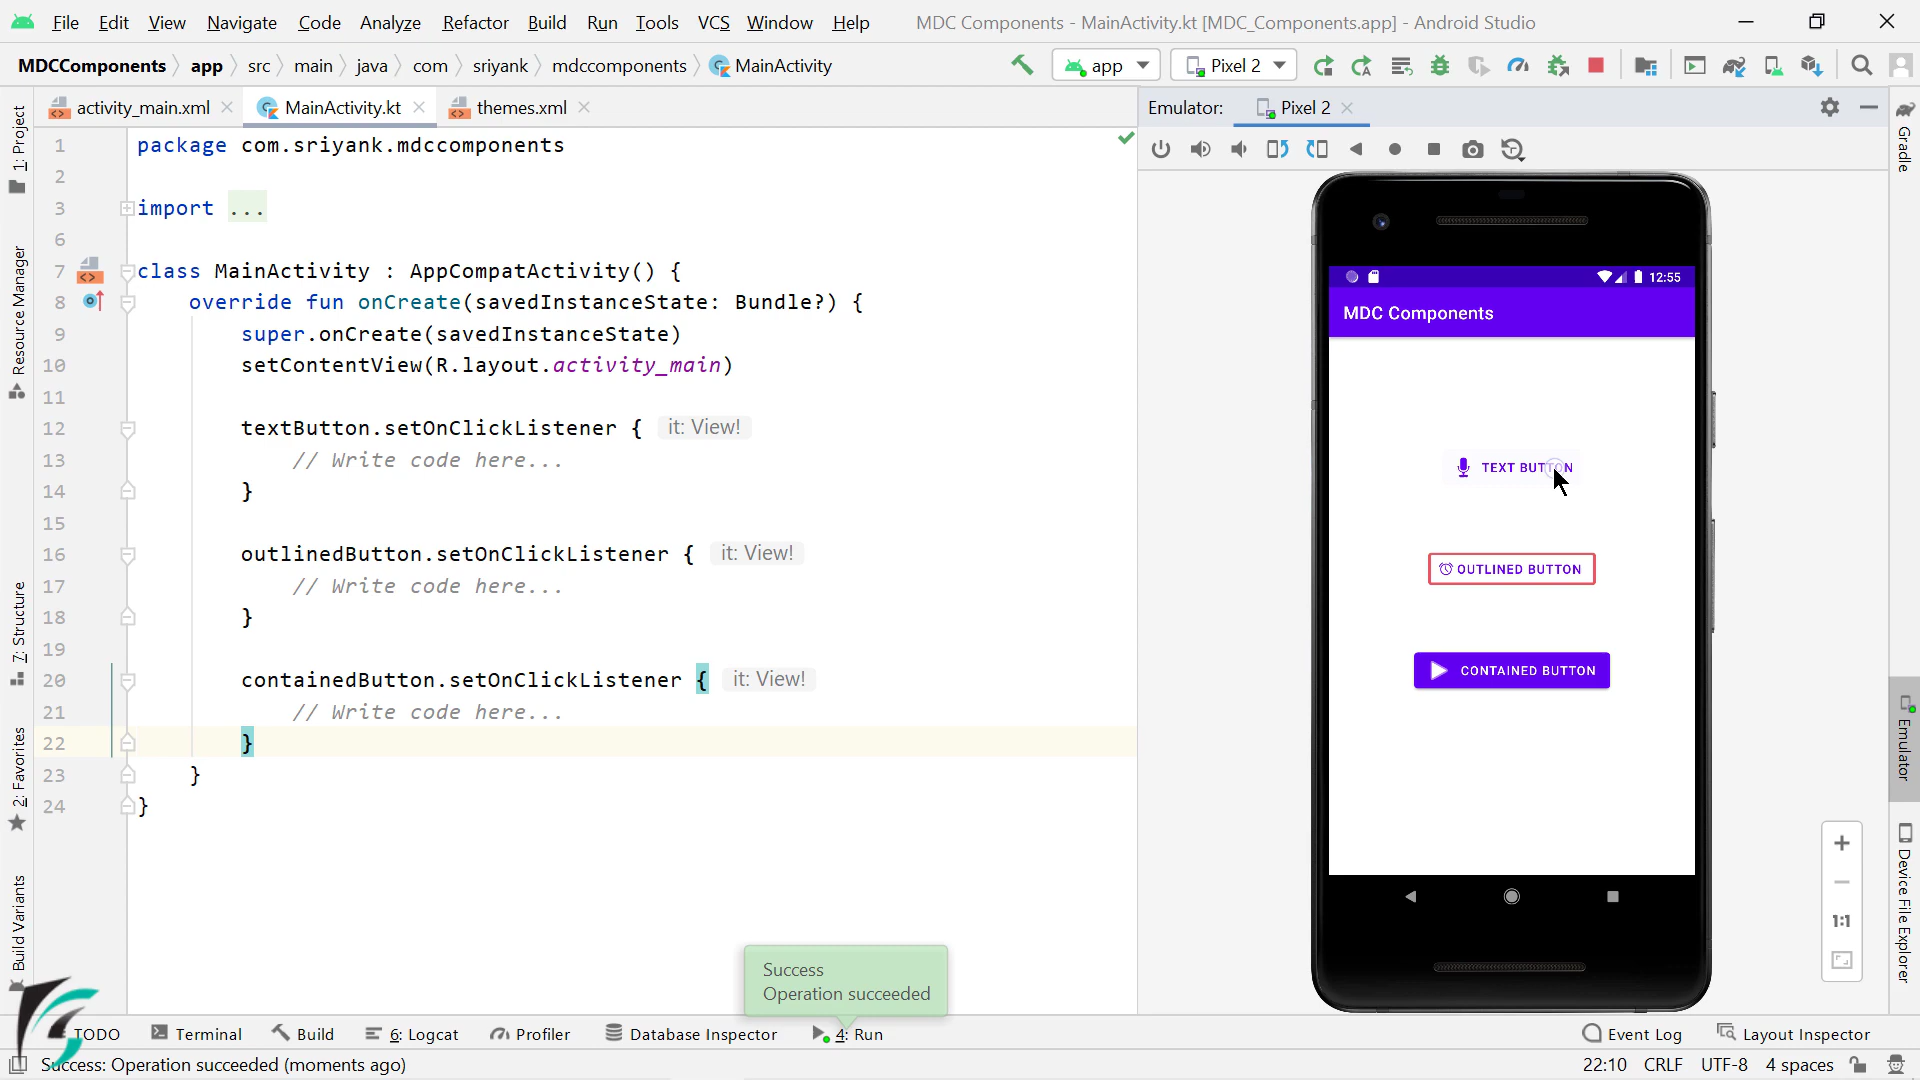 File Edit View Navigate Code Analyze Refactor Build Run Tools VCS Window Help MDC Components - MainActivity.kt [MDC_Components.app] - Android Studio
MDCComponents app src main java com sriyank mdccomponents MainActivity app Pixel 2
activity_main.xml MainActivity.kt themes.xml Emulator: Pixel 2
1: Project
Resource Manager
7: Structure
2: Favorites
Build Variants
1 package com.sriyank.mdccomponents
2
3 import ...
6
7 class MainActivity : AppCompatActivity() {
8 override fun onCreate(savedInstanceState: Bundle?) {
9 super.onCreate(savedInstanceState)
10 setContentView(R.layout.activity_main)
11
12 textButton.setOnClickListener { it: View!
13 // Write code here...
14 }
15
16 outlinedButton.setOnClickListener { it: View!
17 // Write code here...
18 }
19
20 containedButton.setOnClickListener { it: View!
21 // Write code here...
22 }
23 }
24 }
12:55
MDC Components
TEXT BUTTON
OUTLINED BUTTON
CONTAINED BUTTON
1:1
Gradle
Emulator
Device File Explorer
Success
Operation succeeded
TODO Terminal Build 6: Logcat Profiler Database Inspector 4: Run Event Log Layout Inspector
Success: Operation succeeded (moments ago) 22:10 CRLF UTF-8 4 spaces